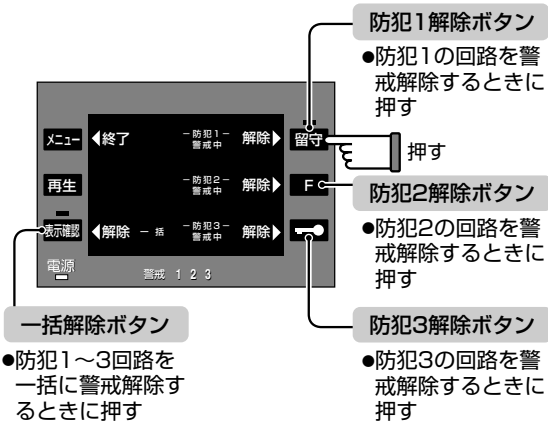 防犯1解除ボタン
●防犯1の回路を警
戒解除するときに
押す
メニュー
◀終了
－防犯1－
警戒中
解除▶
留守
押す
再生
－防犯2－
警戒中
解除▶
F
防犯2解除ボタン
●防犯2の回路を警
戒解除するときに
押す
表示確認
◀解除 － 括
－防犯3－
警戒中
解除▶
電源
警戒 1 2 3
一括解除ボタン
●防犯1～3回路を
一括に警戒解除す
るときに押す
防犯3解除ボタン
●防犯3の回路を警
戒解除するときに
押す